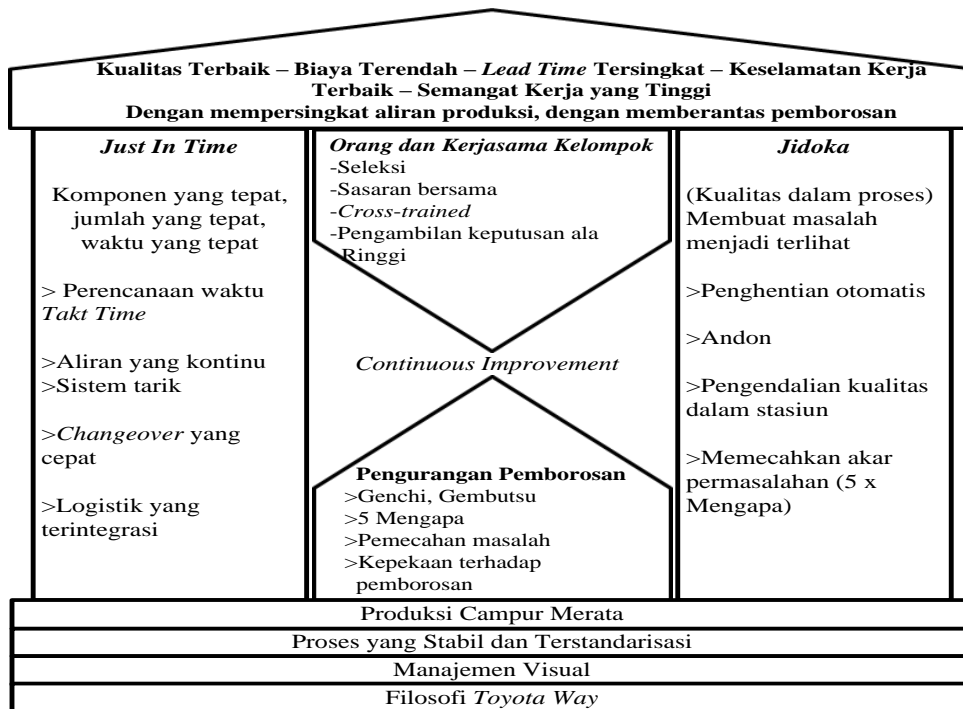 Kualitas Terbaik – Biaya Terendah – Lead Time Tersingkat – Keselamatan Kerja
Terbaik – Semangat Kerja yang Tinggi
Dengan mempersingkat aliran produksi, dengan memberantas pemborosan
Just In Time
Komponen yang tepat,
jumlah yang tepat,
waktu yang tepat
> Perencanaan waktu
Takt Time
>Aliran yang kontinu
>Sistem tarik
>Changeover yang
cepat
>Logistik yang
terintegrasi
Orang dan Kerjasama Kelompok
-Seleksi
-Sasaran bersama
-Cross-trained
-Pengambilan keputusan ala
Ringgi
Continuous Improvement
Pengurangan Pemborosan
>Genchi, Gembutsu
>5 Mengapa
>Pemecahan masalah
>Kepekaan terhadap
pemborosan
Jidoka
(Kualitas dalam proses)
Membuat masalah
menjadi terlihat
>Penghentian otomatis
>Andon
>Pengendalian kualitas
dalam stasiun
>Memecahkan akar
permasalahan (5 x
Mengapa)
Produksi Campur Merata
Proses yang Stabil dan Terstandarisasi
Manajemen Visual
Filosofi Toyota Way